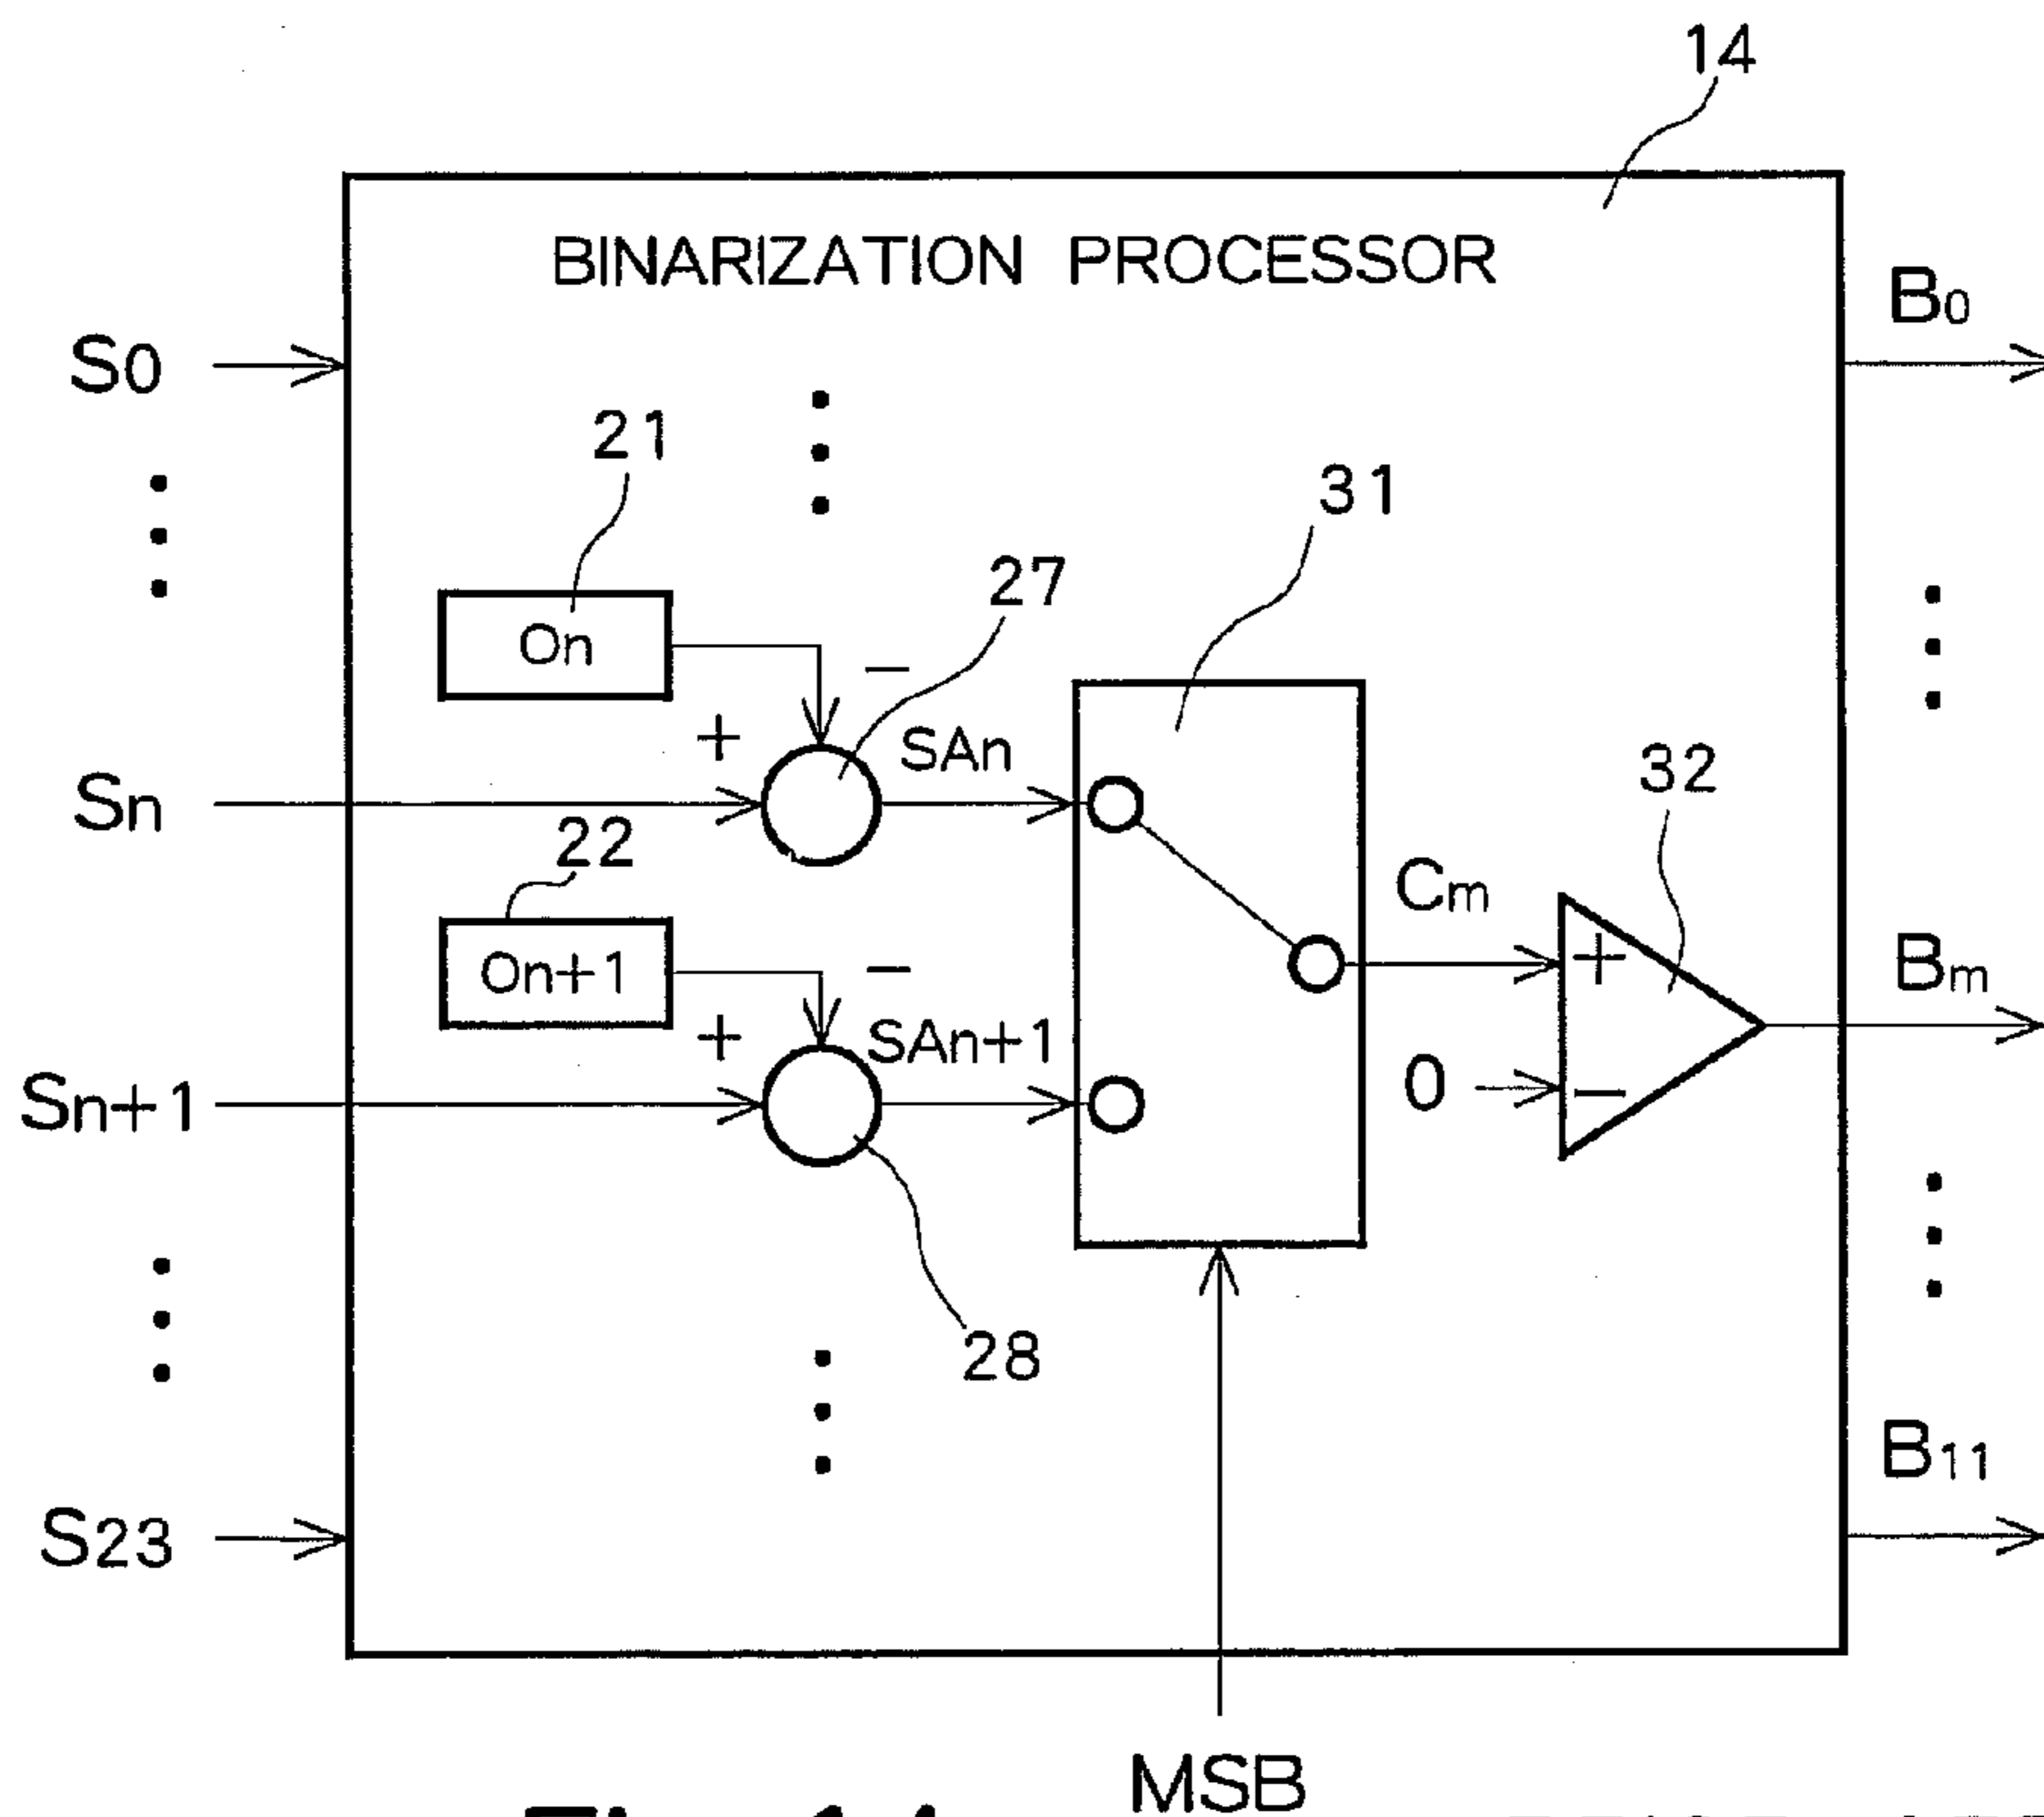 14
BINARIZATION PROCESSOR
B0
S0
21
31
27
On
−
+
SAn
32
Sn
22
Cm
+
Bm
On+1
−
+
SAn+1
0
−
Sn+1
28
B11
S23
MSB